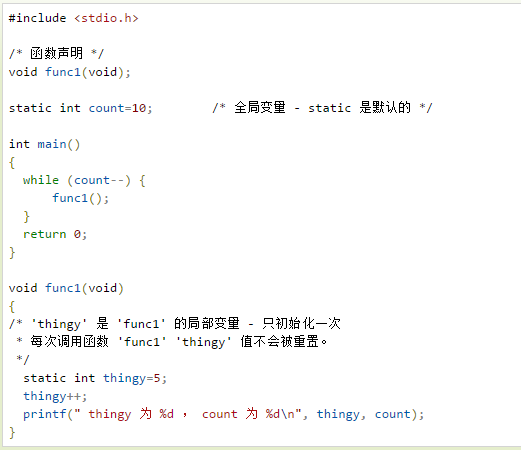 #include <stdio.h>
/* 函数声明 */
void func1(void);
static int count=10;        /* 全局变量 - static 是默认的 */
int main()
{
  while (count--) {
      func1();
  }
  return 0;
}
void func1(void)
{
/* 'thingy' 是 'func1' 的局部变量 - 只初始化一次
 * 每次调用函数 'func1' 'thingy' 值不会被重置。
 */
  static int thingy=5;
  thingy++;
  printf(" thingy 为 %d ， count 为 %d\n", thingy, count);
}